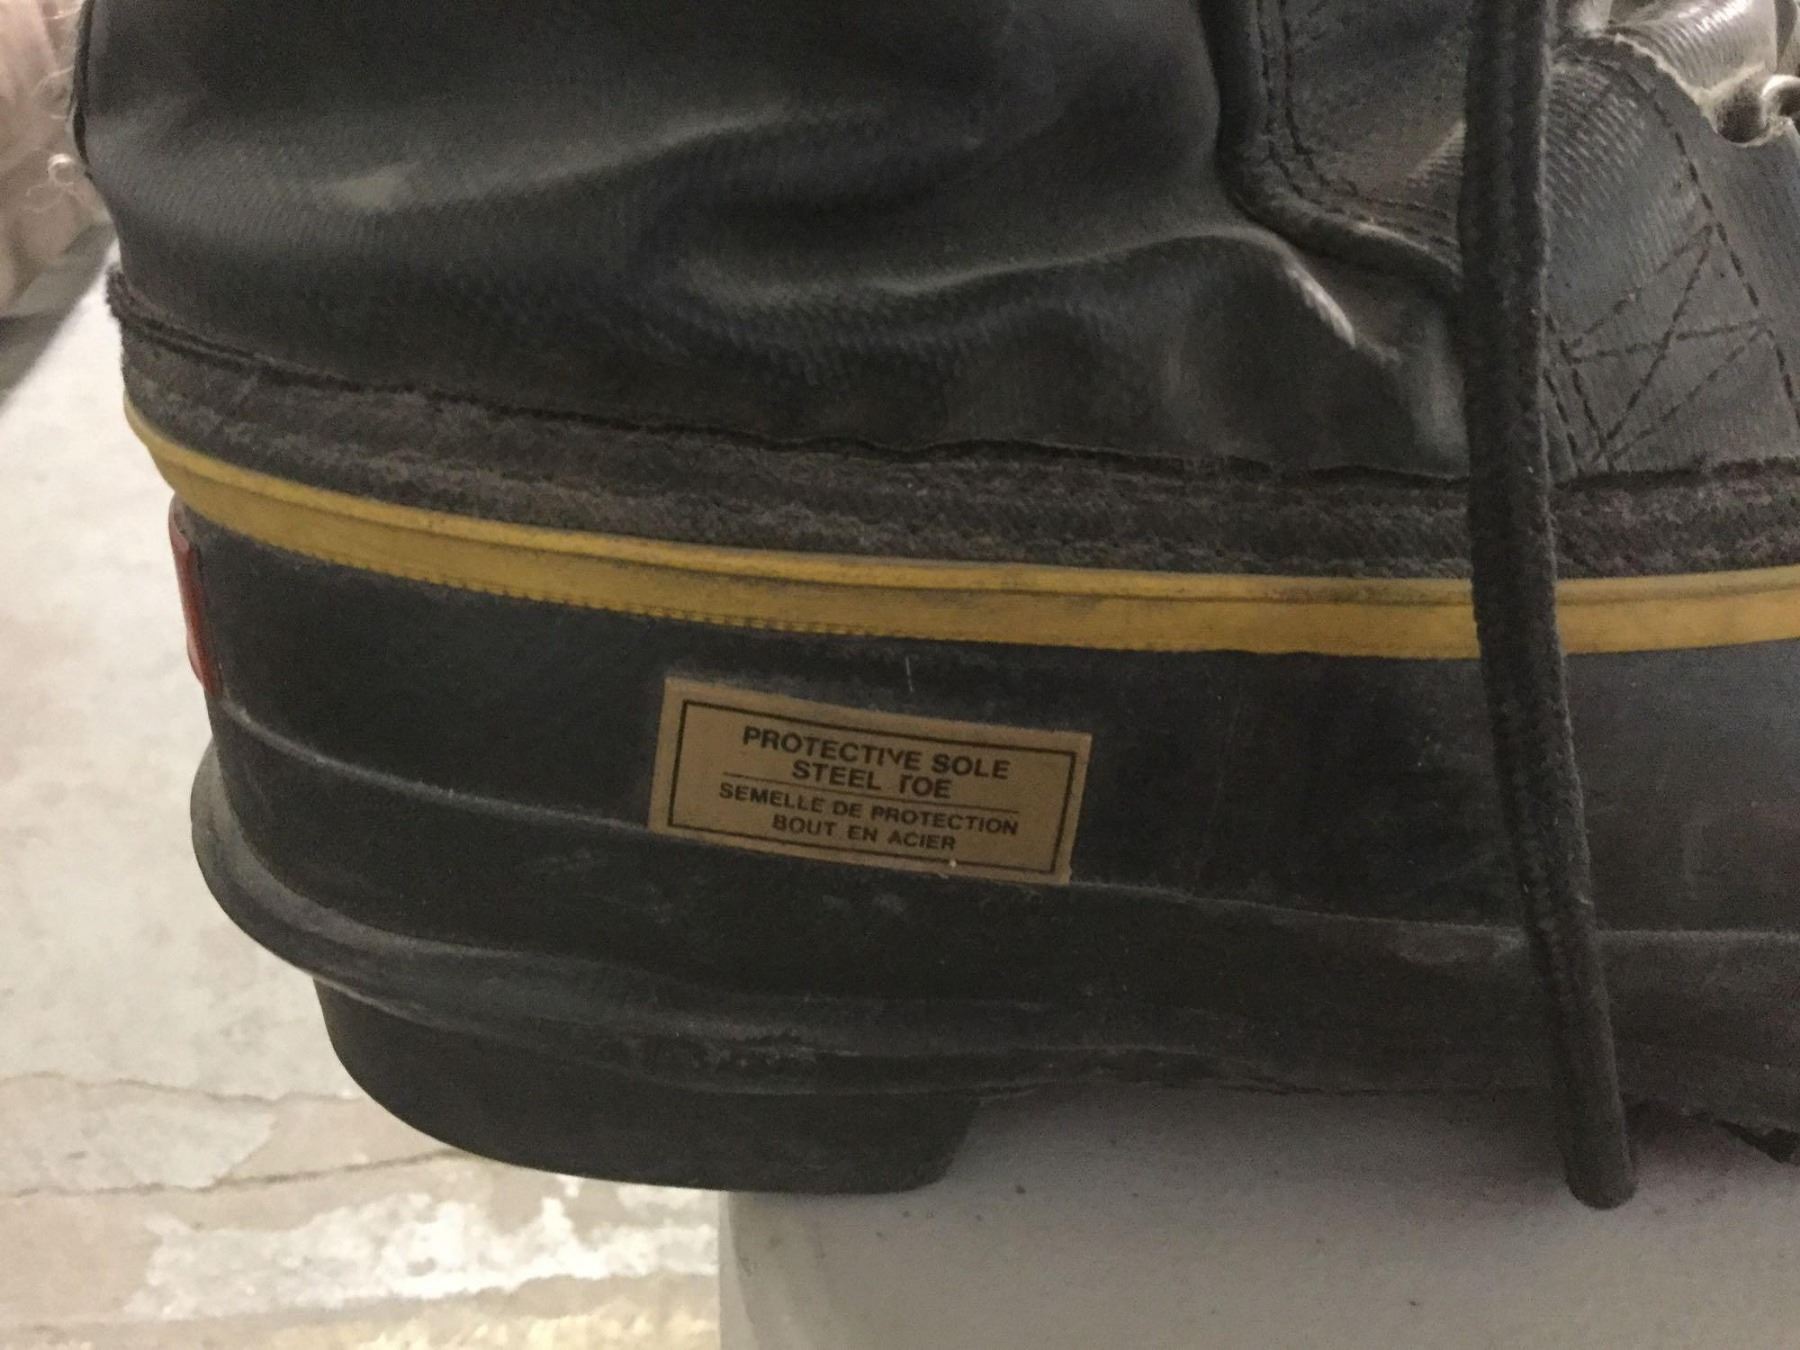 PROTECTIVE SOLE
STEEL TOE
SEMELLE DE PROTECTION
BOUT EN ACIER